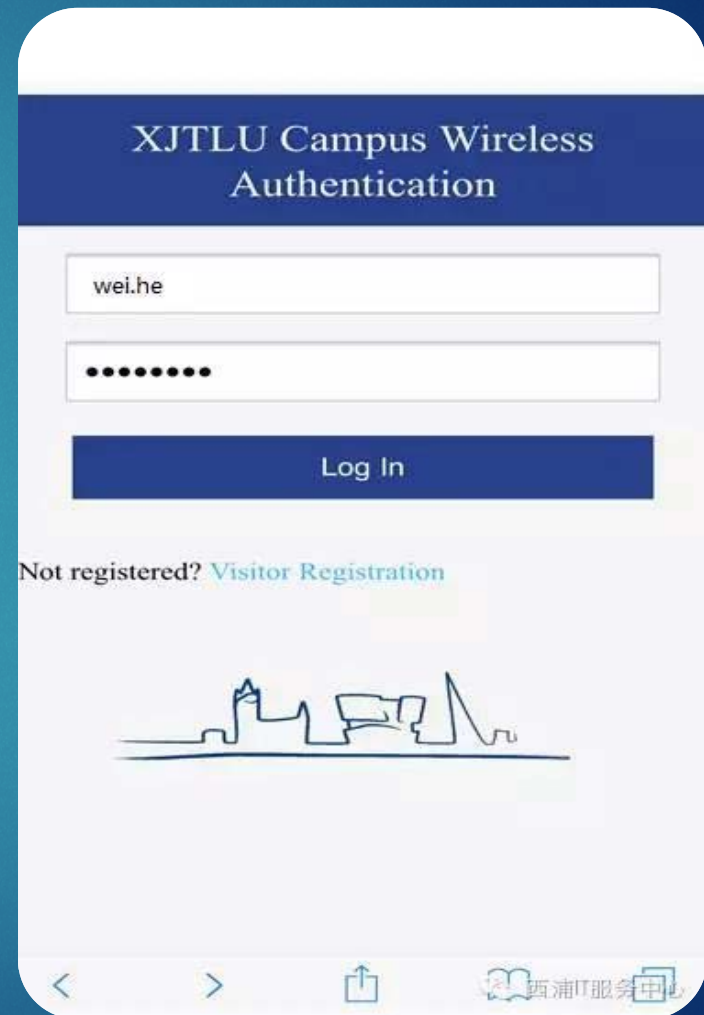 XJTLU Campus Wireless
Authentication
wei.he
••••••••
Log In
Not registered? Visitor Registration
西浦IT服务中心